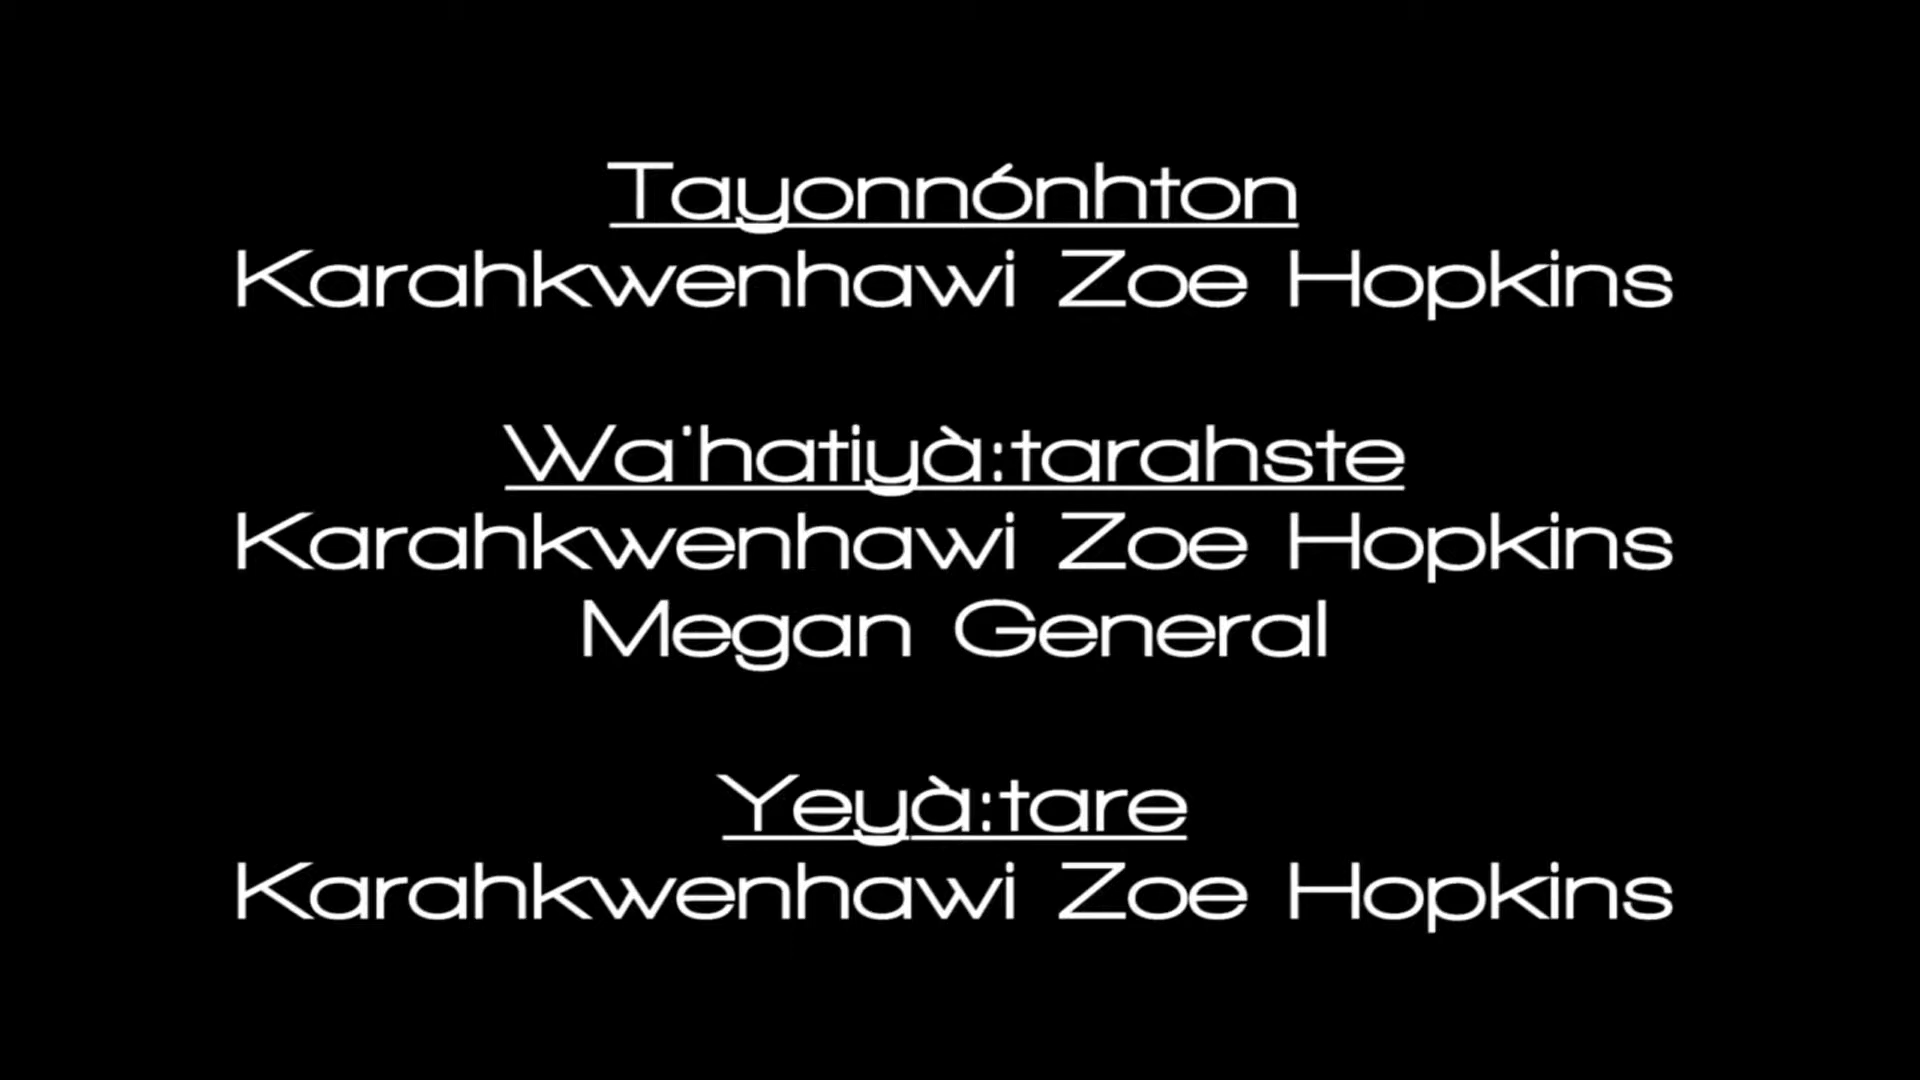 Tayonnónhton
Karahkwenhawi Zoe Hopkins
Wa'hatiyà:tarahste
Karahkwenhawi Zoe Hopkins
Megan General
Yeyà:tare
Karahkwenhawi Zoe Hopkins